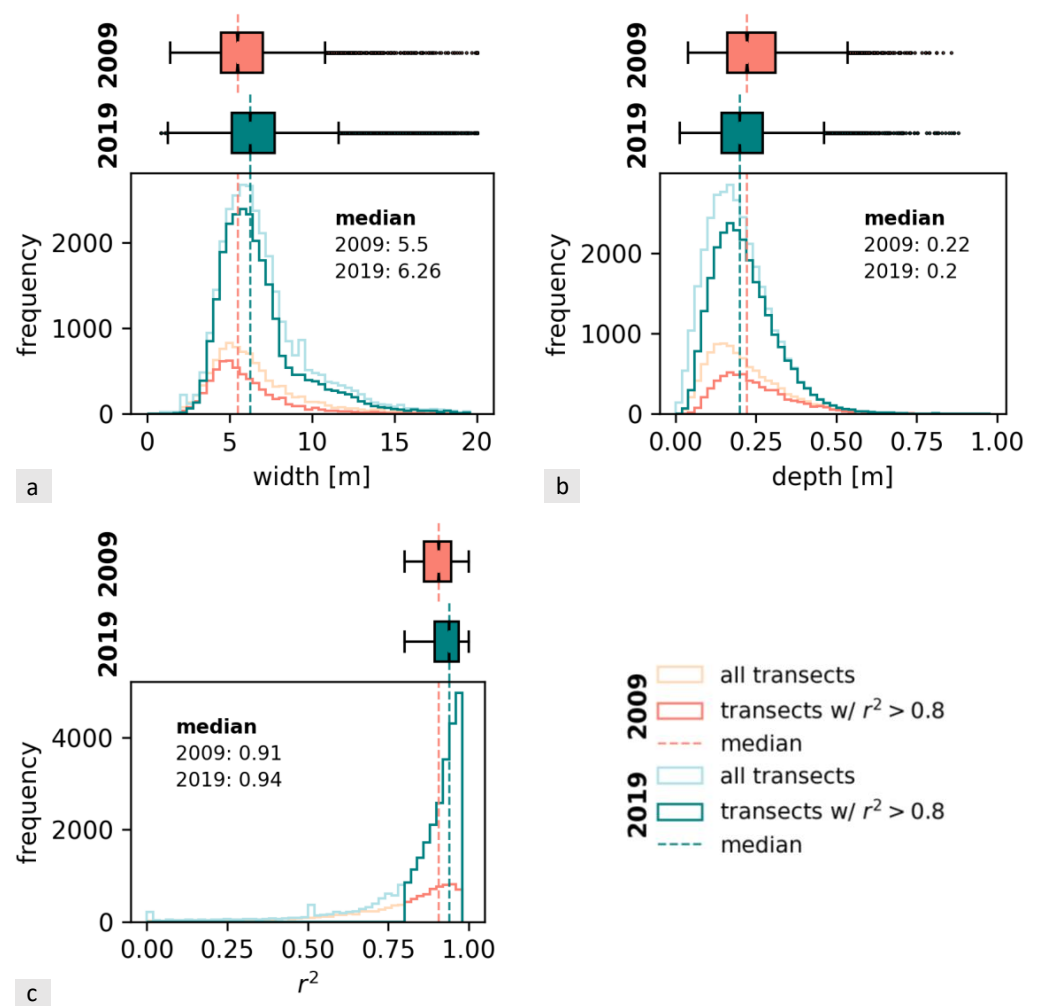 2009
2019
median
2009: 5.5
2019: 6.26
frequency
2000
1000
0
0 5 10 15 20
width [m]
a
2009
2019
median
2009: 0.22
2019: 0.2
frequency
2000
1000
0
0.00 0.25 0.50 0.75 1.00
depth [m]
b
2009
2019
median
2009: 0.91
2019: 0.94
frequency
4000
2000
0
0.00 0.25 0.50 0.75 1.00
r²
c
2009
all transects
transects w/ r² > 0.8
median
2019
all transects
transects w/ r² > 0.8
median